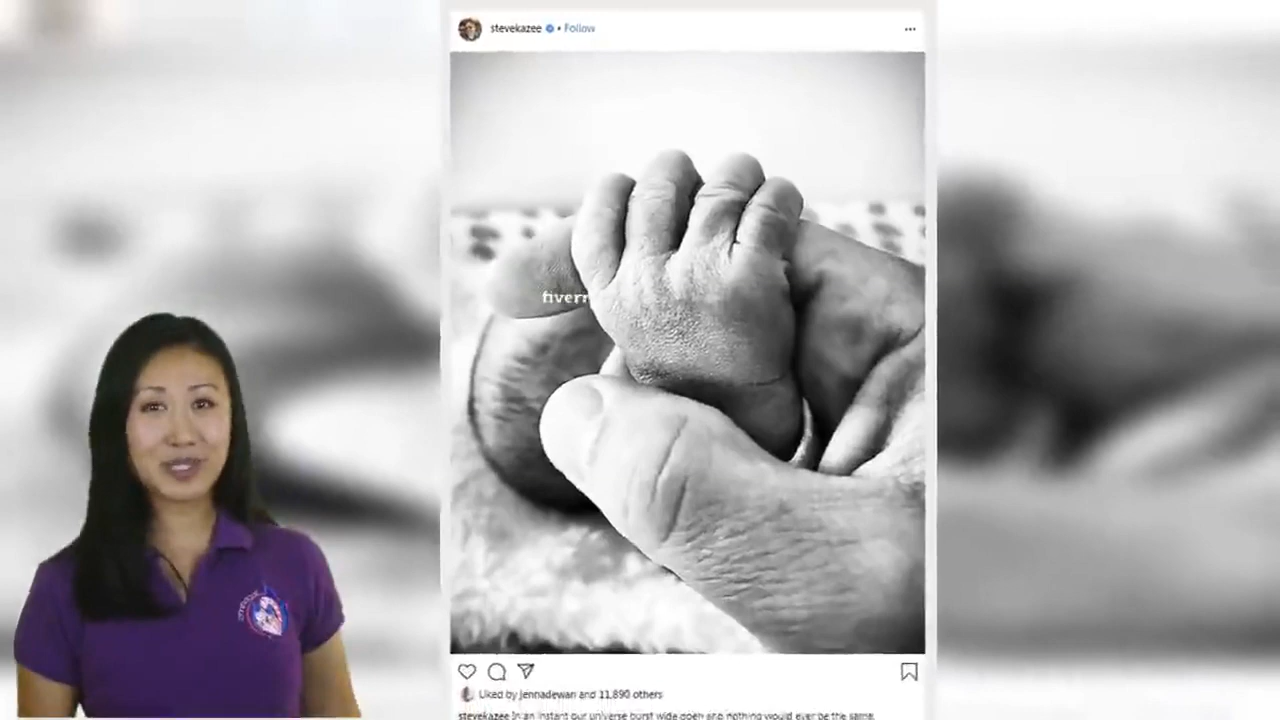 stevekazee • Follow
fiverr
Liked by jennadewan and 11,890 others
stevekazee In an instant our universe burst wide open and nothing would ever be the same.